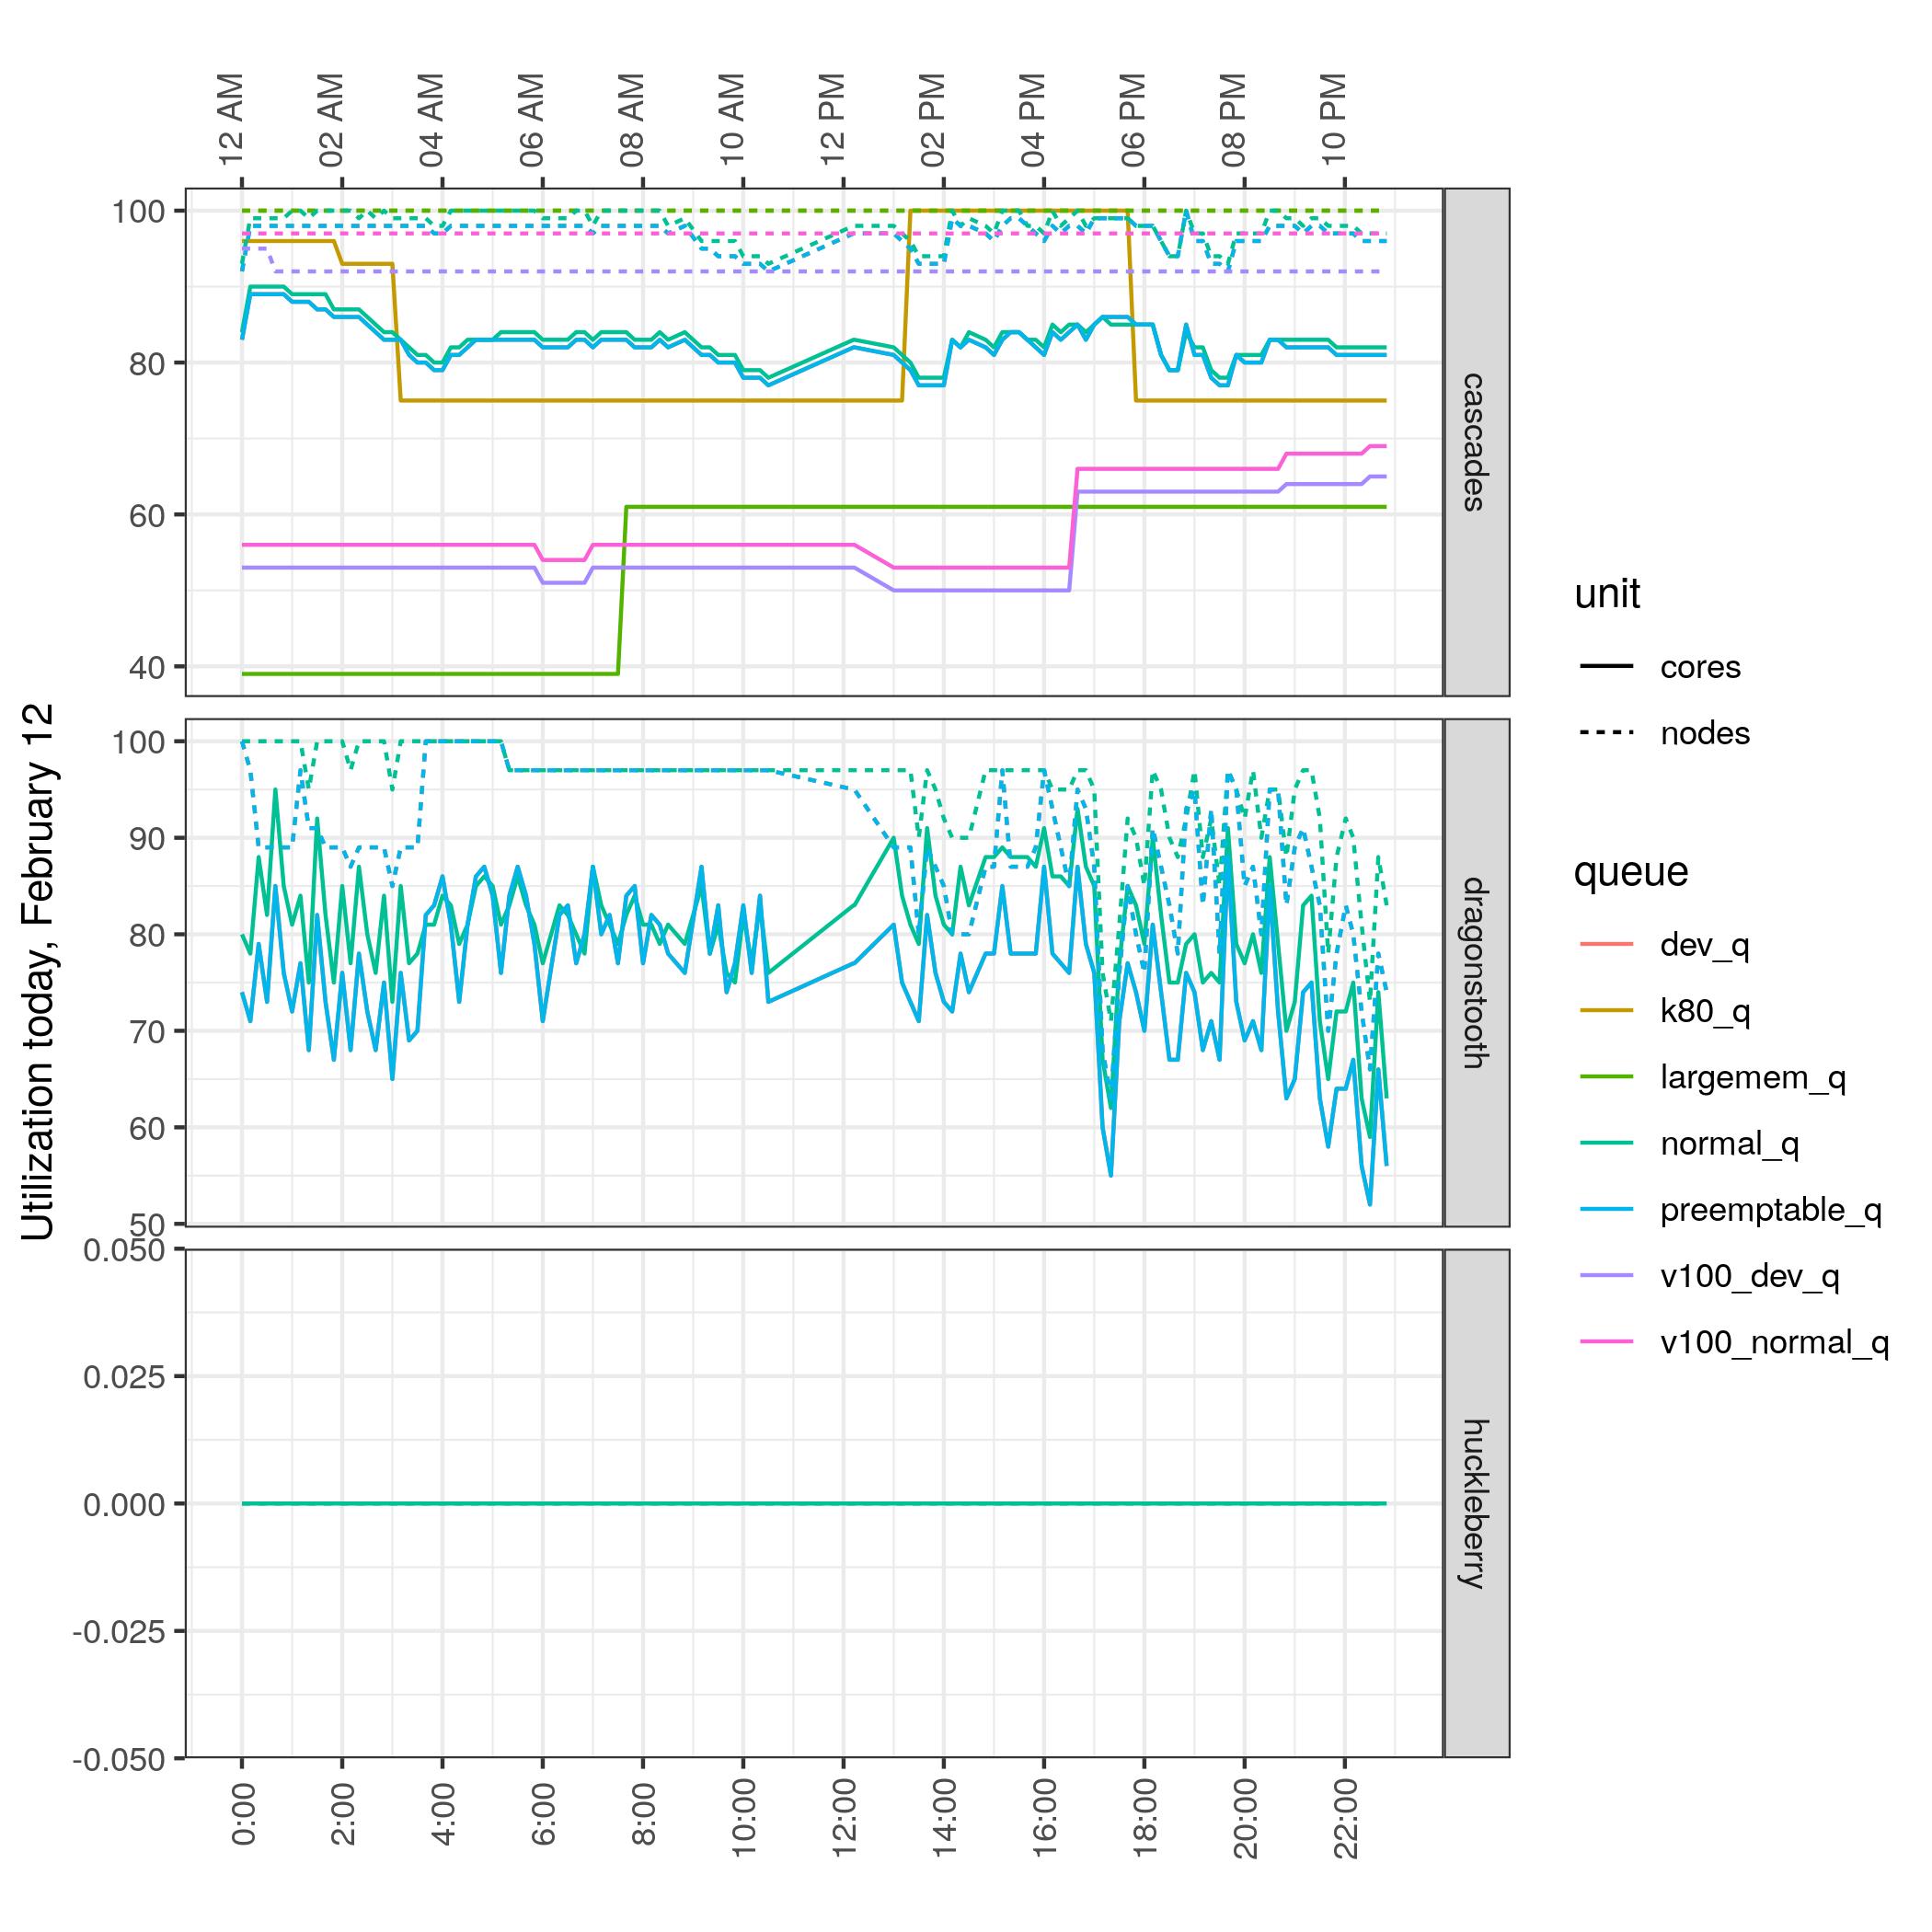 12 AM
02 AM
04 AM
06 AM
08 AM
10 AM
12 PM
02 PM
04 PM
06 PM
08 PM
10 PM
Utilization today, February 12
100
80
60
40
cascades
100
90
80
70
60
50
dragonstooth
0.050
0.025
0.000
-0.025
-0.050
huckleberry
0:00
2:00
4:00
6:00
8:00
10:00
12:00
14:00
16:00
18:00
20:00
22:00
unit
cores
nodes
queue
dev_q
k80_q
largemem_q
normal_q
preemptable_q
v100_dev_q
v100_normal_q